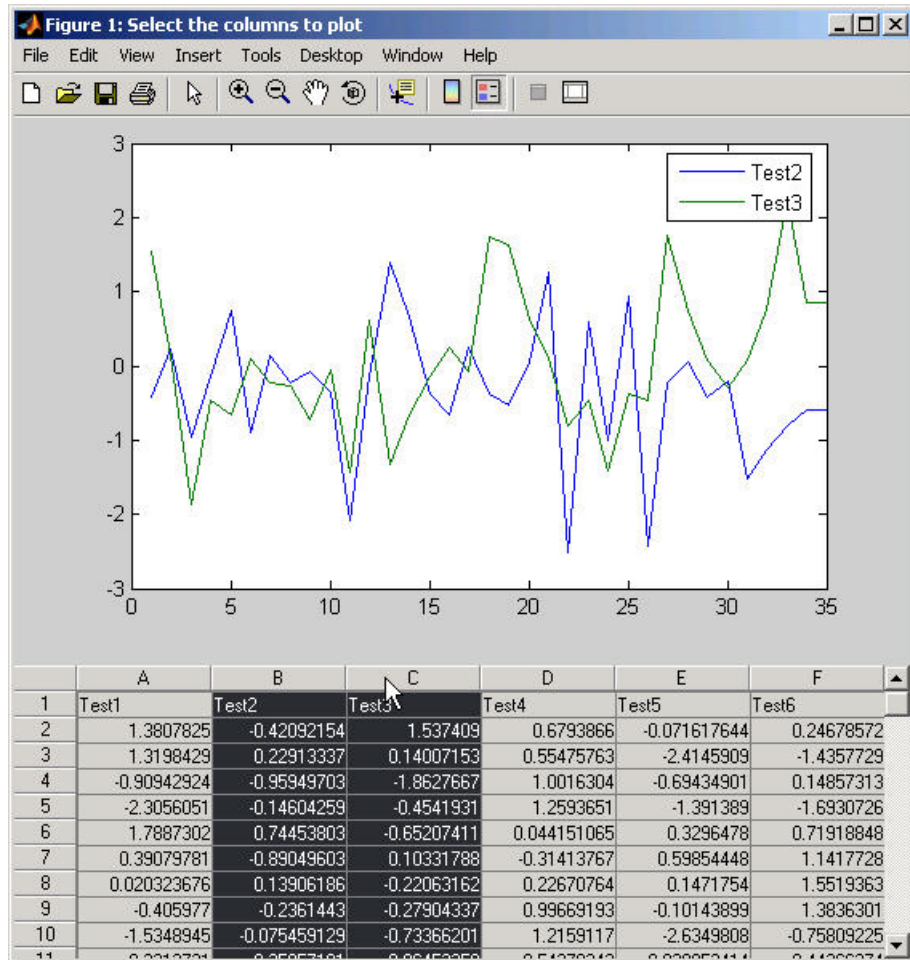 Figure 1: Select the columns to plot
File Edit View Insert Tools Desktop Window Help
Test2
Test3
3
2
1
0
-1
-2
-3
0 5 10 15 20 25 30 35
A B C D E F
1 Test1 Test2 Test3 Test4 Test5 Test6
2 1.3807825 -0.42092154 1.537409 0.6793866 -0.071617644 0.24678572
3 1.3198429 0.22913337 0.14007153 0.55475763 -2.4145909 -1.4357729
4 -0.90942924 -0.95949703 -1.8627667 1.0016304 -0.69434901 0.14857313
5 -2.3056051 -0.14604259 -0.4541931 1.2593651 -1.391389 -1.6930726
6 1.7887302 0.74453803 -0.65207411 0.044151065 0.3296478 0.71918848
7 0.39079781 -0.89049603 0.10331788 -0.31413767 0.59854448 1.1417728
8 0.020323676 0.13906186 -0.22063162 0.22670764 0.1471754 1.5519363
9 -0.405977 -0.2361443 -0.27904337 0.99669193 -0.10143899 1.3836301
10 -1.5348945 -0.075459129 -0.73366201 1.2159117 -2.6349808 -0.75809225